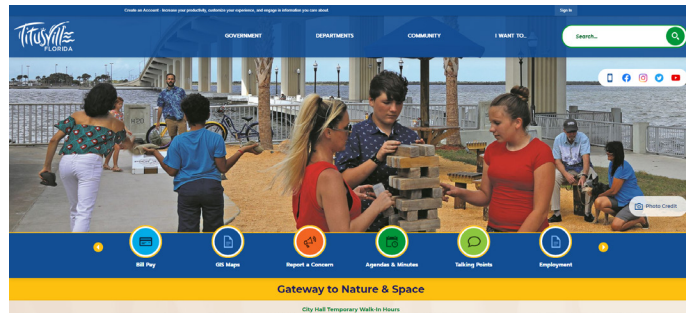 Create an Account - Increase your productivity, customize your experience, and engage in information you care about.
Sign In
Titusville
FLORIDA
GOVERNMENT
DEPARTMENTS
COMMUNITY
I WANT TO...
Search...
Photo Credit
Bill Pay
GIS Maps
Report a Concern
Agendas & Minutes
Talking Points
Employment
Gateway to Nature & Space
City Hall Temporary Walk-In Hours